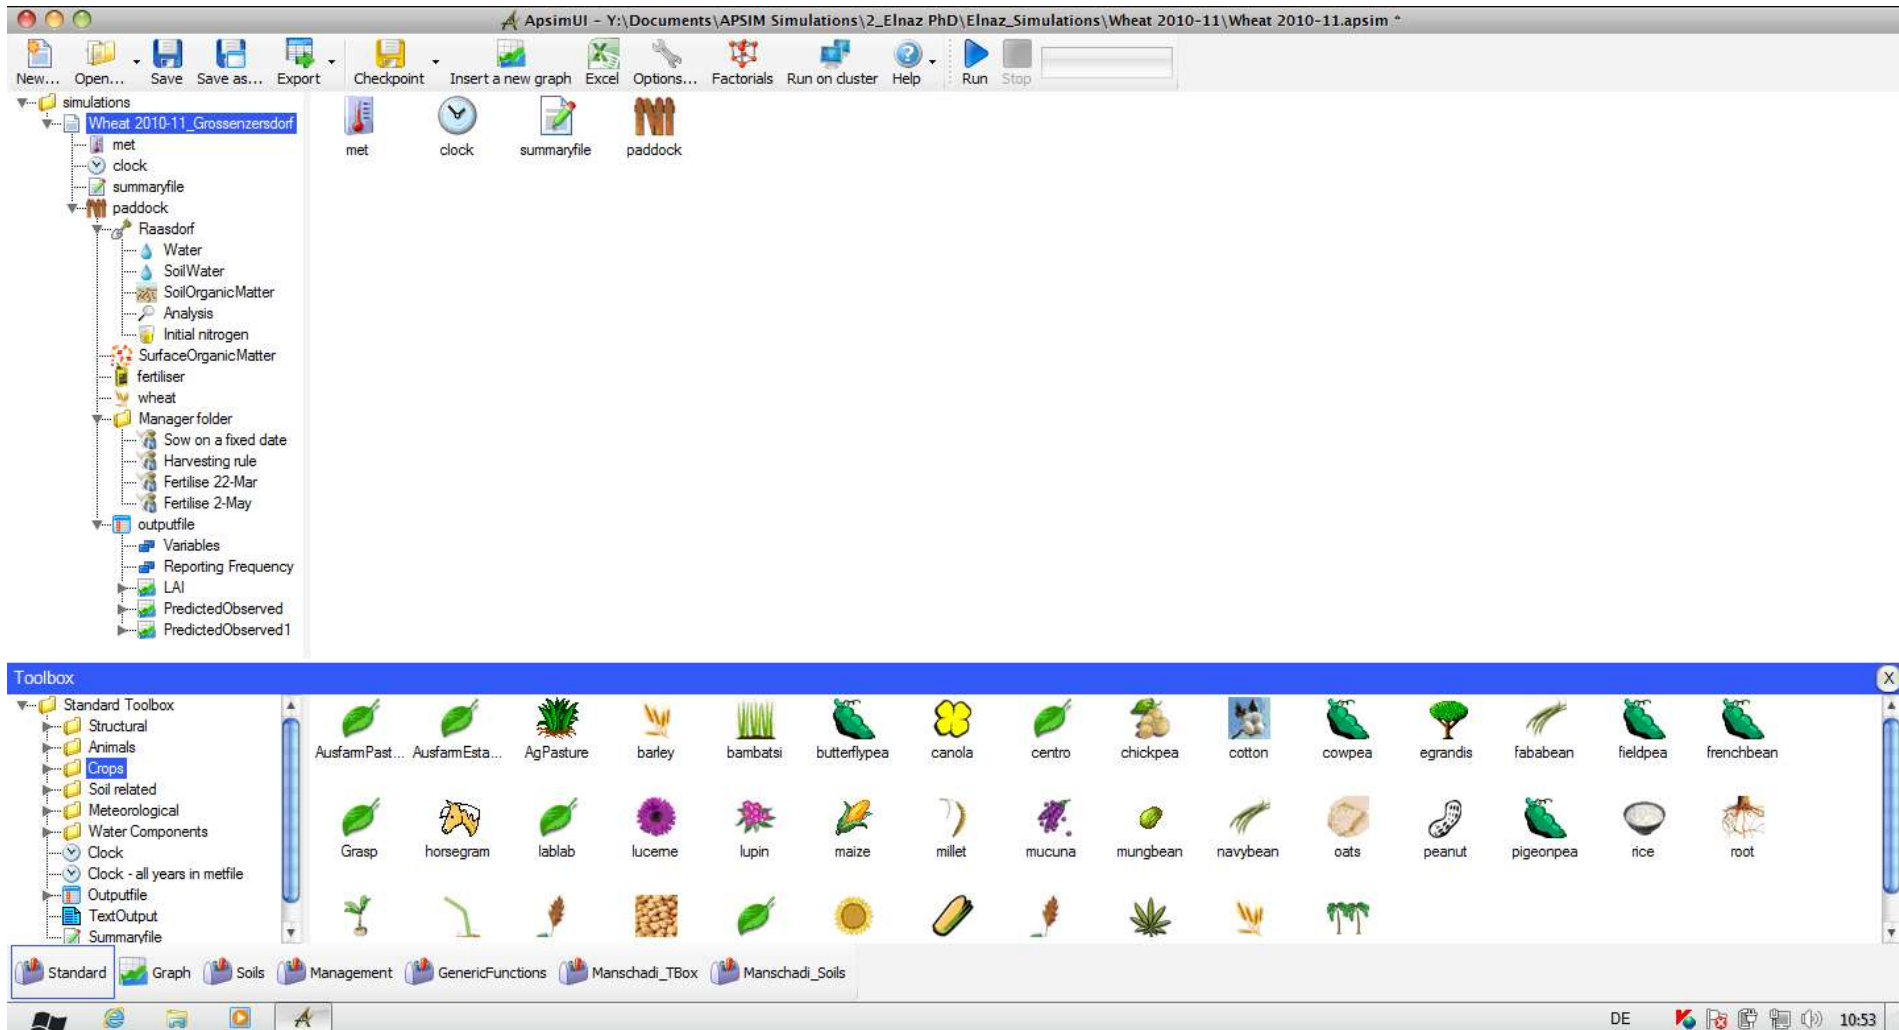 ApsimUI - Y:\Documents\APSIM Simulations\2_Elnaz PhD\Elnaz_Simulations\Wheat 2010-11\Wheat 2010-11.apsim *
New... Open... Save Save as... Export Checkpoint Insert a new graph Excel Options... Factorials Run on cluster Help Run Stop
simulations
Wheat 2010-11_Grossenzersdorf
met
clock
summaryfile
paddock
Raasdorf
Water
SoilWater
SoilOrganicMatter
Analysis
Initial nitrogen
SurfaceOrganicMatter
fertiliser
wheat
Manager folder
Sow on a fixed date
Harvesting rule
Fertilise 22-Mar
Fertilise 2-May
outputfile
Variables
Reporting Frequency
LAI
PredictedObserved
PredictedObserved1
met clock summaryfile paddock
Toolbox X
Standard Toolbox
Structural
Animals
Crops
Soil related
Meteorological
Water Components
Clock
Clock - all years in metfile
Outputfile
TextOutput
Summaryfile
AusfarmPast... AusfarmEsta... AgPasture barley bambatsi butterflypea canola centro chickpea cotton cowpea egrandis fababean fieldpea frenchbean
Grasp horsegram lablab lucerne lupin maize millet mucuna mungbean navybean oats peanut pigeonpea rice root
Standard Graph Soils Management GenericFunctions Manschadi_TBox Manschadi_Soils
DE 10:53